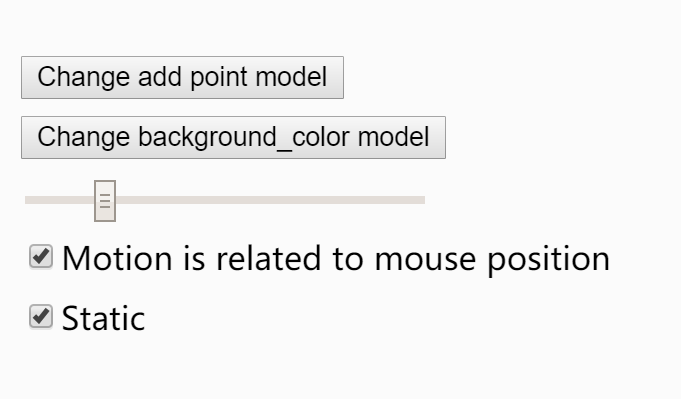 Change add point model
Change background_color model
Motion is related to mouse position
Static